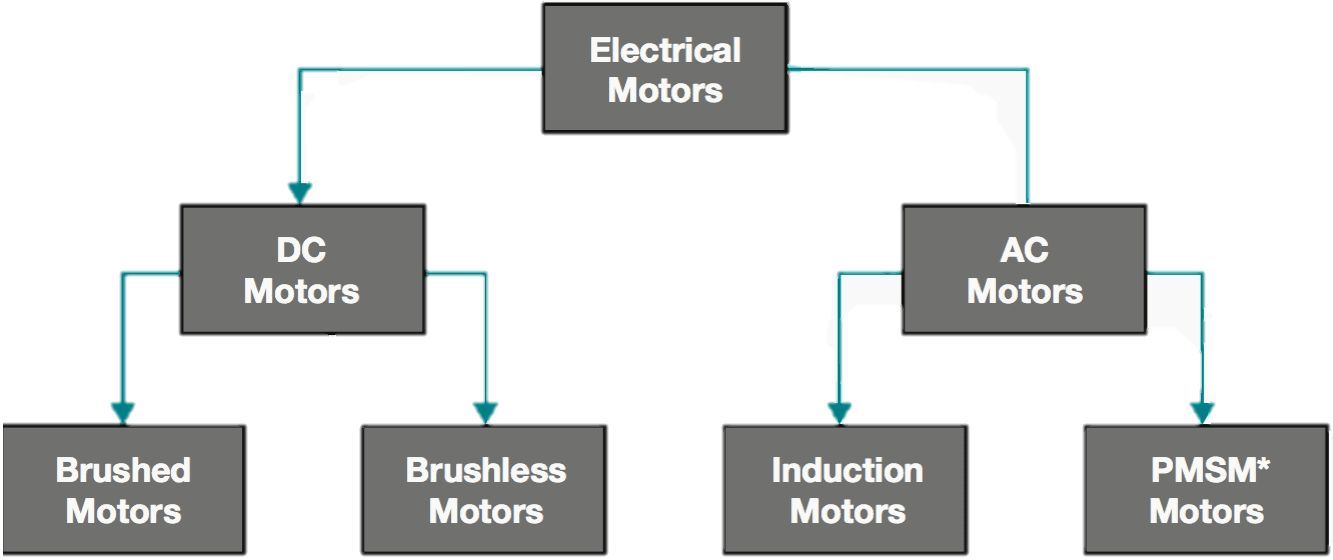 Electrical
Motors
DC
Motors
AC
Motors
Brushed
Motors
Brushless
Motors
Induction
Motors
PMSM*
Motors